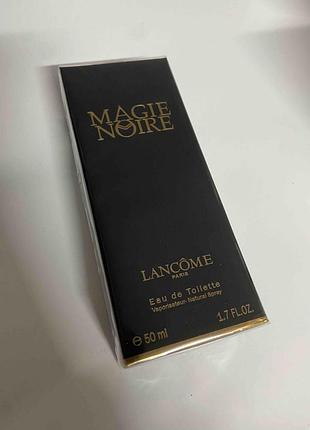 MAGIE
NOIRE
LANCÔME
PARIS
Eau de Toilette
Vaporisateur-Natural Spray
℮ 50 ml 1.7 FL.OZ.